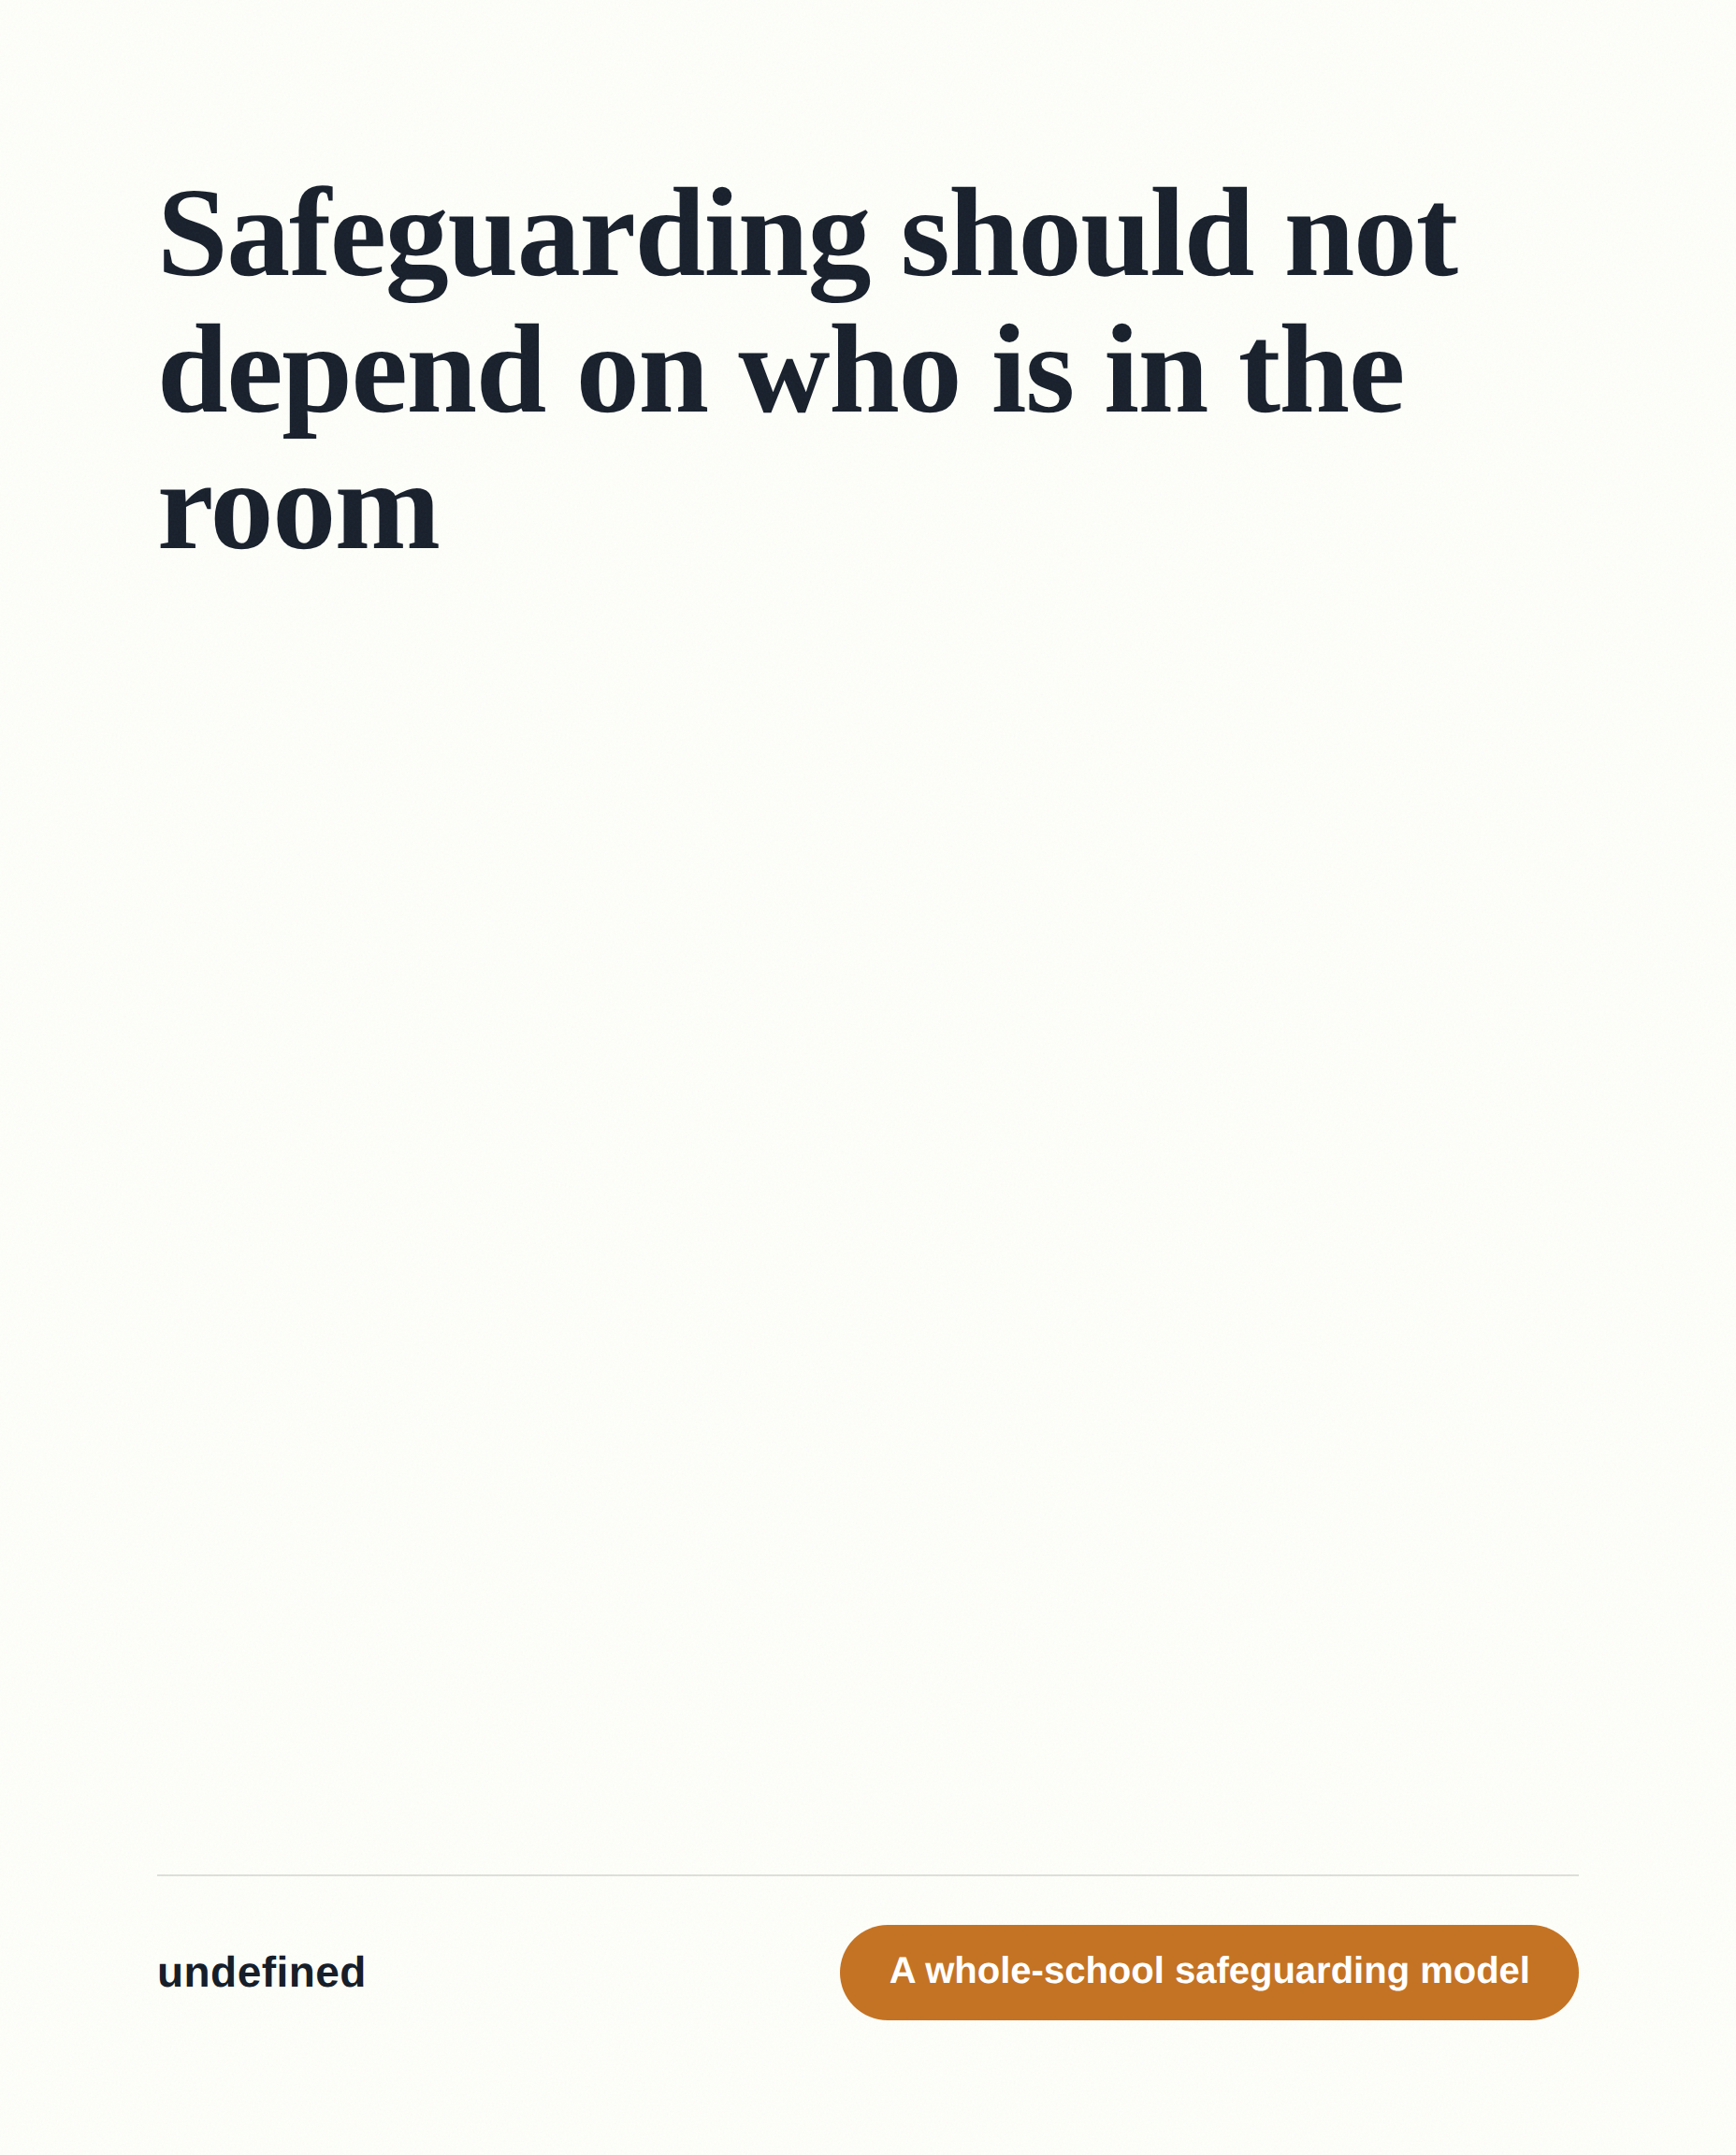 Safeguarding should not
depend on who is in the
room
undefined
A whole-school safeguarding model